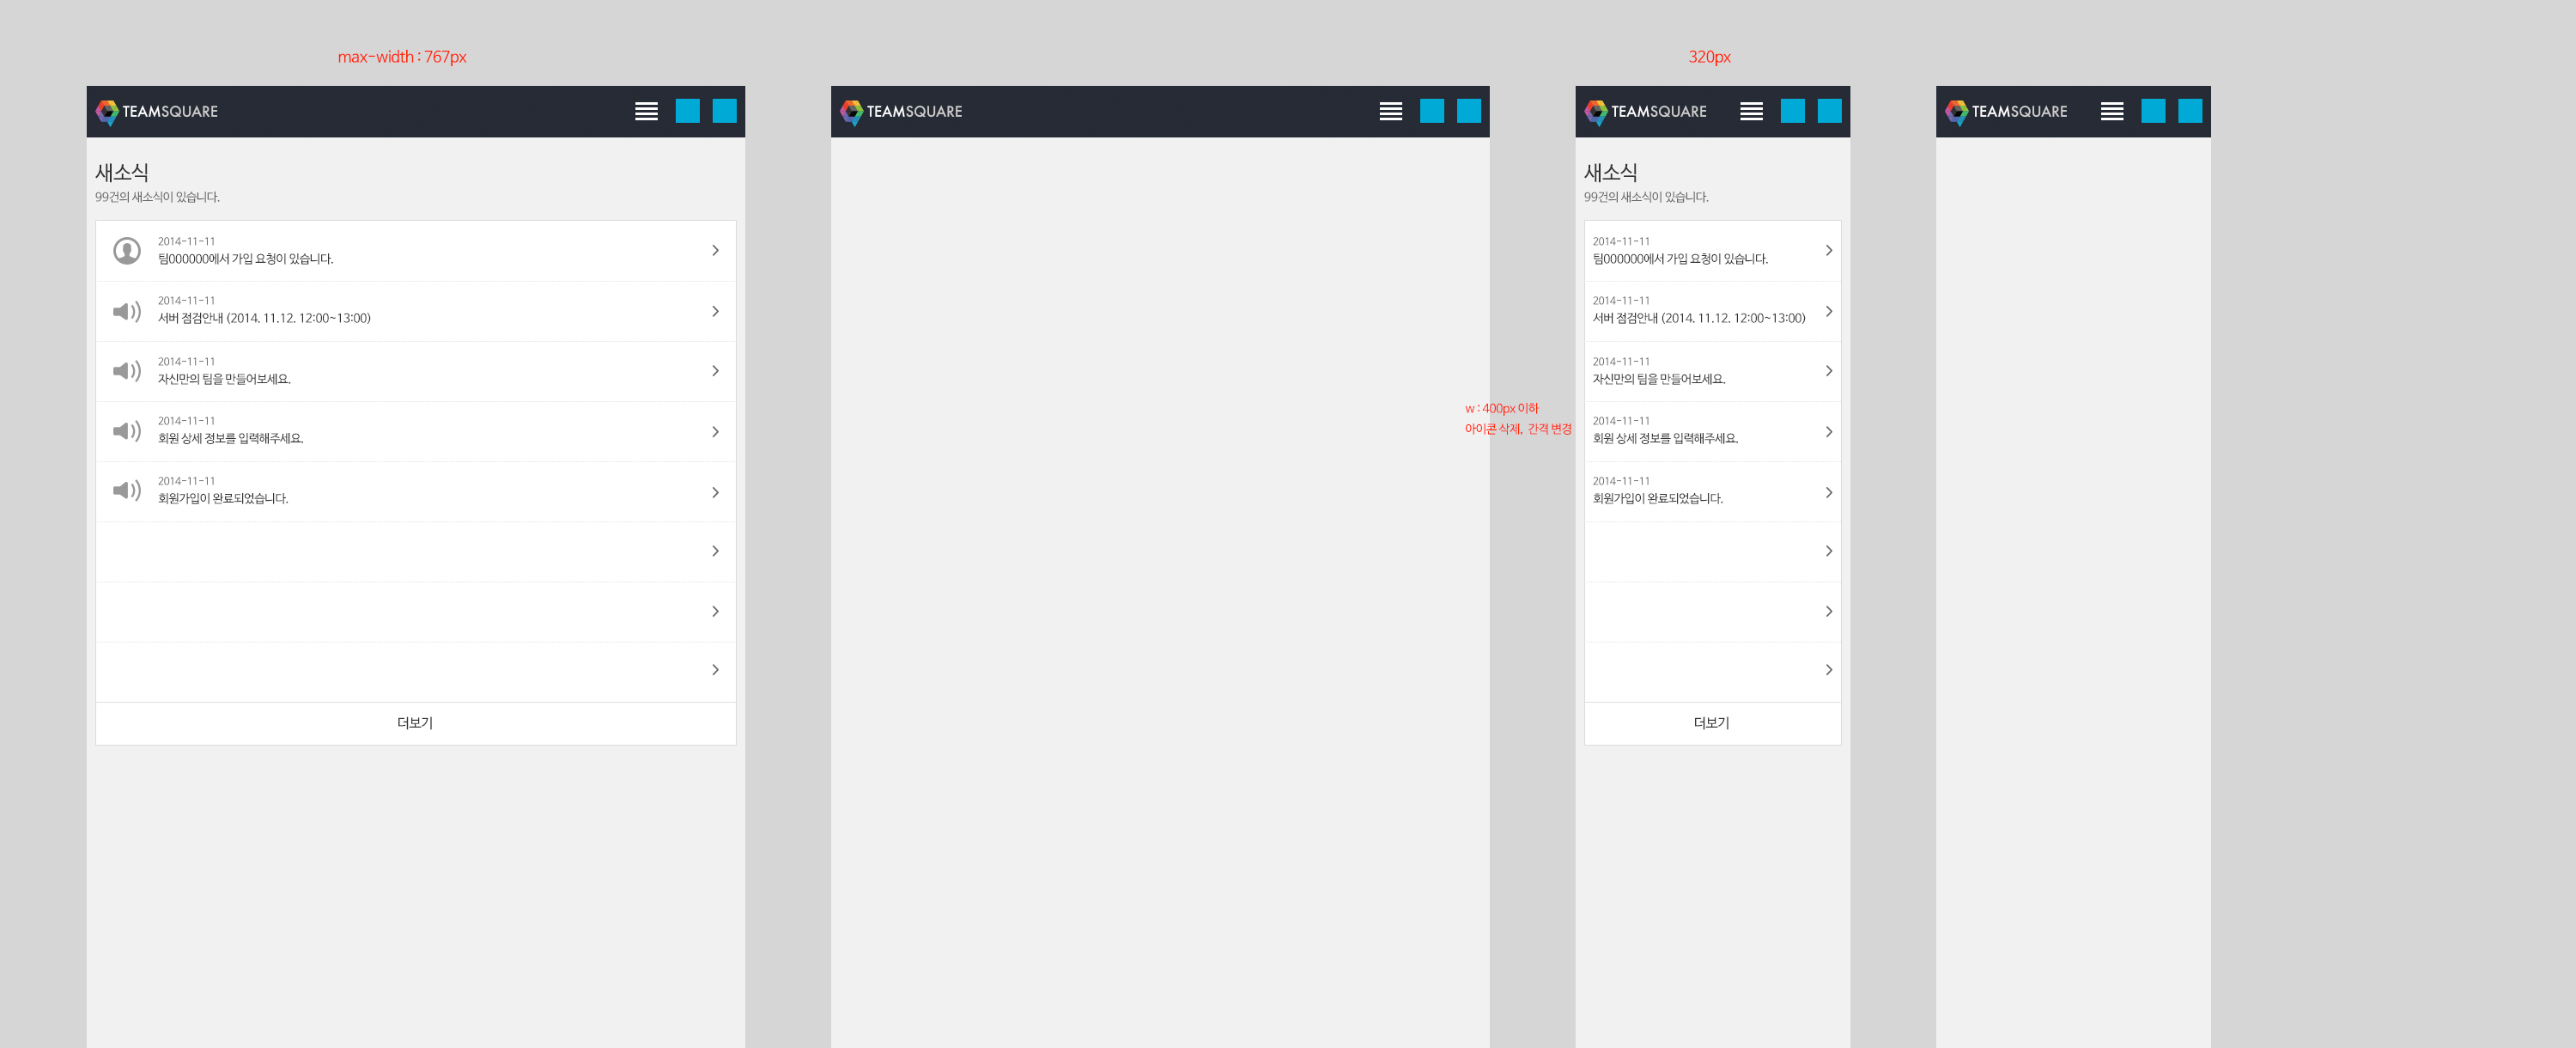 max-width : 767px
320px
TEAMSQUARE
TEAMSQUARE
TEAMSQUARE
TEAMSQUARE
새소식
99건의 새소식이 있습니다.
2014-11-11
팀000000에서 가입 요청이 있습니다.
2014-11-11
서버 점검안내 (2014. 11.12. 12:00~13:00)
2014-11-11
자신만의 팀을 만들어보세요.
2014-11-11
회원 상세 정보를 입력해주세요.
2014-11-11
회원가입이 완료되었습니다.
더보기
w : 400px 이하
아이콘 삭제, 간격 변경
새소식
99건의 새소식이 있습니다.
2014-11-11
팀000000에서 가입 요청이 있습니다.
2014-11-11
서버 점검안내 (2014. 11.12. 12:00~13:00)
2014-11-11
자신만의 팀을 만들어보세요.
2014-11-11
회원 상세 정보를 입력해주세요.
2014-11-11
회원가입이 완료되었습니다.
더보기